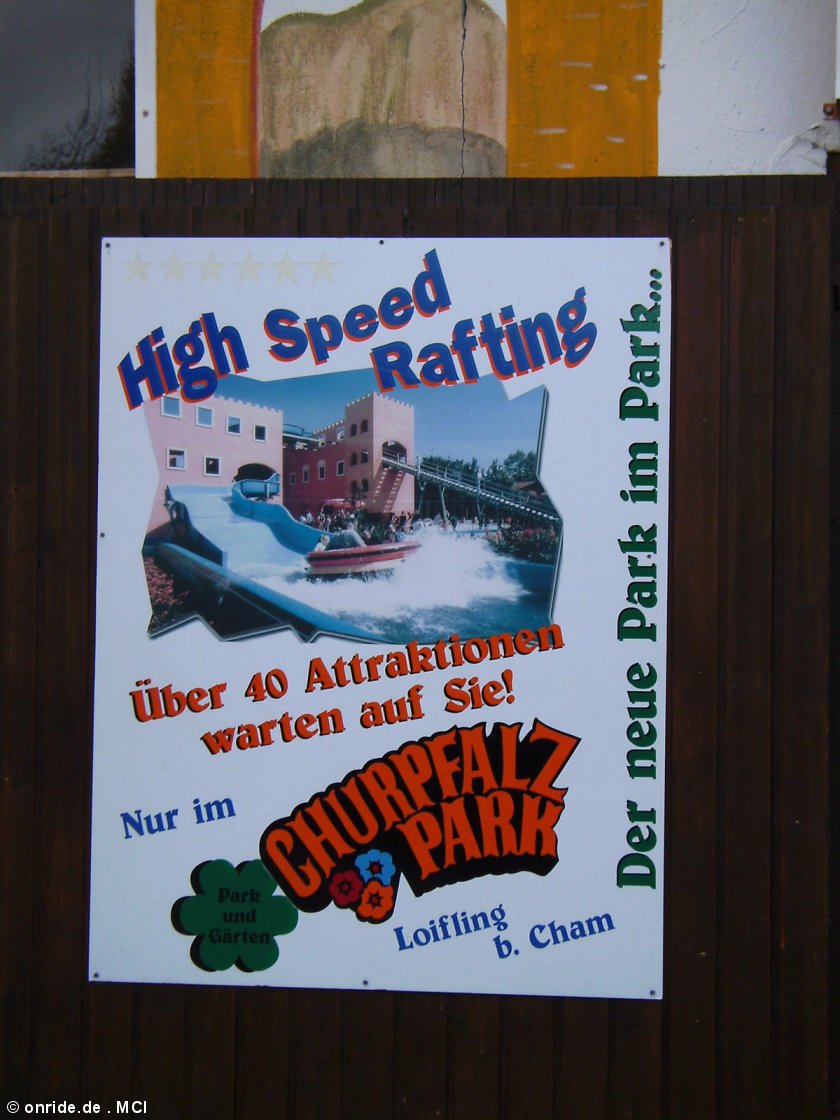 High Speed
Rafting
Der neue Park im Park...
Über 40 Attraktionen
warten auf Sie!
Nur im
CHURPFALZ
PARK
Park
und
Gärten
Loifling
b. Cham
© onride.de . MCI